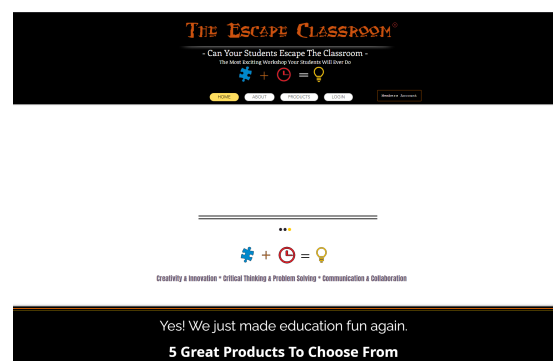 The Escape Classroom®
- Can Your Students Escape The Classroom -
The Most Exciting Workshop Your Students Will Ever Do
+ =
HOME ABOUT PRODUCTS LOGIN Members Account
+ =
Creativity & Innovation * Critical Thinking & Problem Solving * Communication & Collaboration
Yes! We just made education fun again.
5 Great Products To Choose From